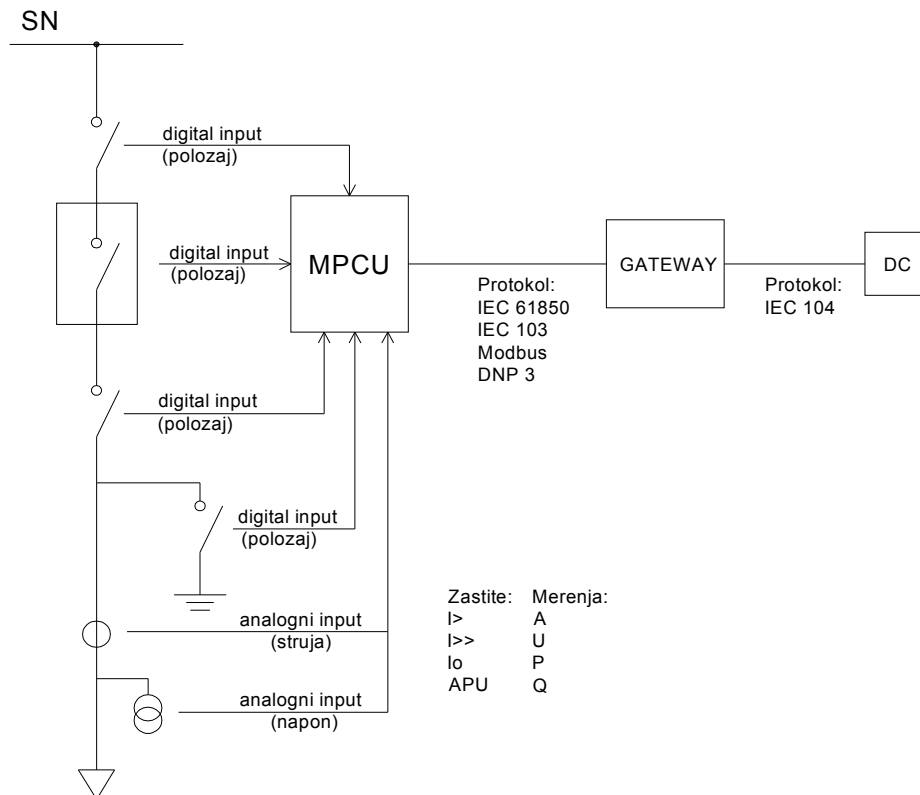 SN
digital input
(polozaj)
digital input
(polozaj)
MPCU
GATEWAY
DC
Protokol:
IEC 61850
IEC 103
Modbus
DNP 3
Protokol:
IEC 104
digital input
(polozaj)
digital input
(polozaj)
analogni input
(struja)
analogni input
(napon)
Zastite: Merenja:
I> A
I>> U
Io P
APU Q